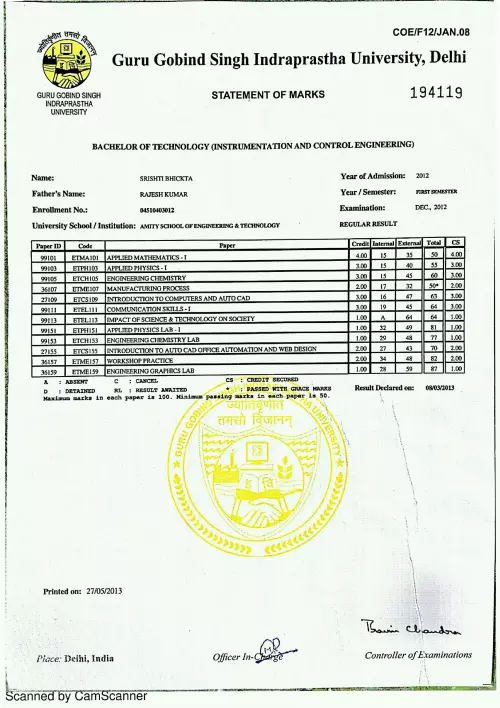 COE/F12/JAN.08
ज्योतिर्वृणीत तमसो विजानन्
Guru Gobind Singh Indraprastha University, Delhi
GURU GOBIND SINGH
INDRAPRASTHA
UNIVERSITY
STATEMENT OF MARKS
194119
BACHELOR OF TECHNOLOGY (INSTRUMENTATION AND CONTROL ENGINEERING)
Name: SRISHTI BHICKTA Year of Admission: 2012
Father's Name: RAJESH KUMAR Year / Semester: FIRST SEMESTER
Enrollment No.: 04510403012 Examination: DEC., 2012
University School / Institution: AMITY SCHOOL OF ENGINEERING & TECHNOLOGY REGULAR RESULT
Paper ID Code Paper Credit Internal External Total CS
99101 ETMA101 APPLIED MATHEMATICS - I 4.00 15 35 50 4.00
99103 ETPH103 APPLIED PHYSICS - I 3.00 15 40 55 3.00
99105 ETCH105 ENGINEERING CHEMISTRY 3.00 15 45 60 3.00
36107 ETME107 MANUFACTURING PROCESS 2.00 17 32 50* 2.00
27109 ETCS109 INTRODUCTION TO COMPUTERS AND AUTO CAD 3.00 16 47 63 3.00
99111 ETEL111 COMMUNICATION SKILLS - I 3.00 19 45 64 3.00
99113 ETEL113 IMPACT OF SCIENCE & TECHNOLOGY ON SOCIETY 1.00 A 64 64 1.00
99151 ETPH151 APPLIED PHYSICS LAB - I 1.00 32 49 81 1.00
99153 ETCH153 ENGINEERING CHEMISTRY LAB 1.00 29 48 77 1.00
27155 ETCS155 INTRODUCTION TO AUTO CAD OFFICE AUTOMATION AND WEB DESIGN 2.00 27 43 70 2.00
36157 ETME157 WORKSHOP PRACTICE 2.00 34 48 82 2.00
36159 ETME159 ENGINEERING GRAPHICS LAB 1.00 28 59 87 1.00
A : ABSENT C : CANCEL CS : CREDIT SECURED
D : DETAINED RL : RESULT AWAITED * : PASSED WITH GRACE MARKS Result Declared on: 08/03/2013
Maximum marks in each paper is 100. Minimum passing marks in each paper is 50.
GURU GOBIND UNIVERSITY
ज्योतिर्वृणीत
तमसो विजानन्
Printed on: 27/05/2013
Place: Delhi, India Officer In-Charge Controller of Examinations
Scanned by CamScanner